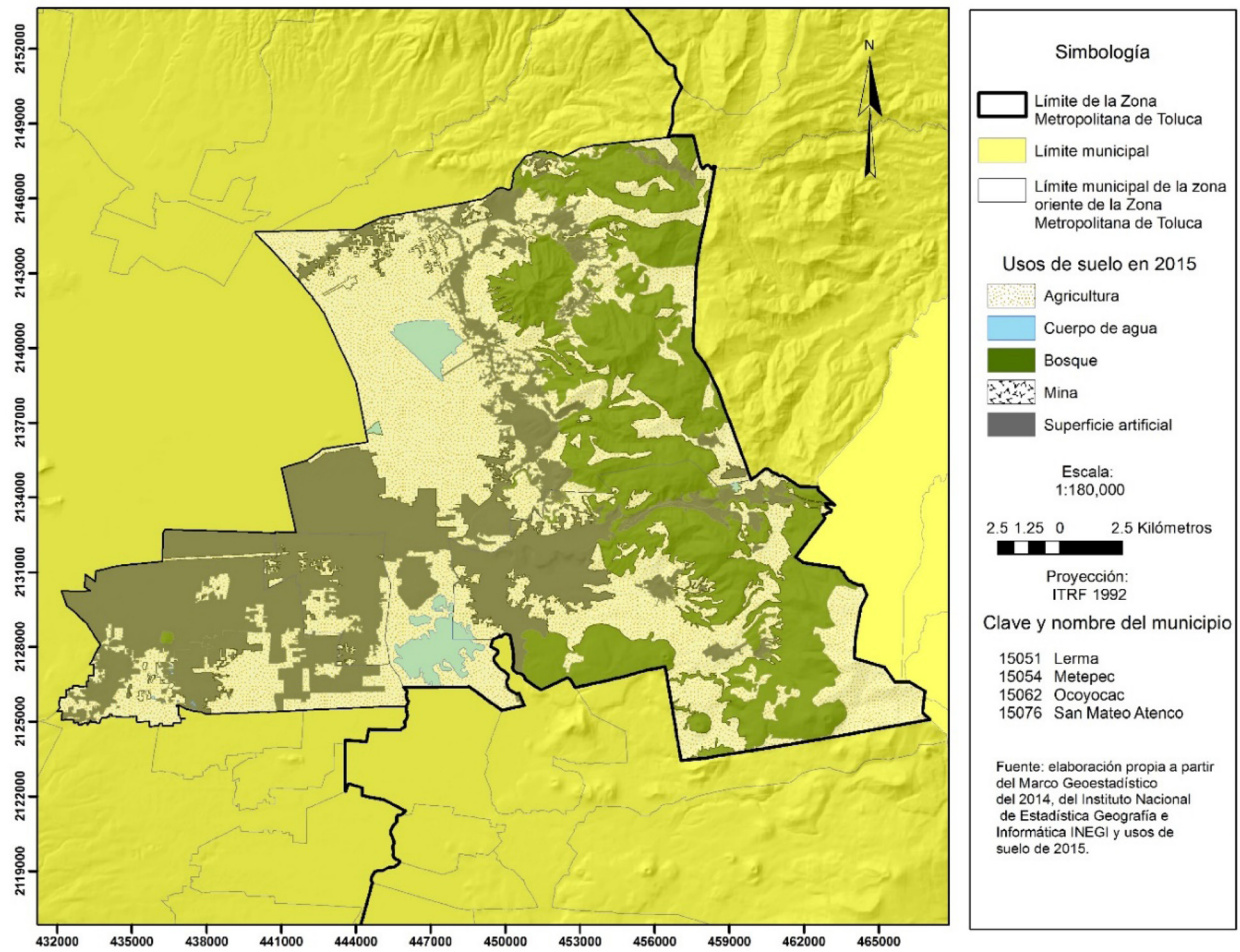 2152000
2149000
2146000
2143000
2140000
2137000
2134000
2131000
2128000
2125000
2122000
2119000
432000 435000 438000 441000 444000 447000 450000 453000 456000 459000 462000 465000
N
Simbología
Límite de la Zona
Metropolitana de Toluca
Límite municipal
Límite municipal de la zona
oriente de la Zona
Metropolitana de Toluca
Usos de suelo en 2015
Agricultura
Cuerpo de agua
Bosque
Mina
Superficie artificial
Escala:
1:180,000
2.5 1.25 0 2.5 Kilómetros
Proyección:
ITRF 1992
Clave y nombre del municipio
15051 Lerma
15054 Metepec
15062 Ocoyocac
15076 San Mateo Atenco
Fuente: elaboración propia a partir
del Marco Geoestadístico
del 2014, del Instituto Nacional
de Estadística Geografía e
Informática INEGI y usos de
suelo de 2015.